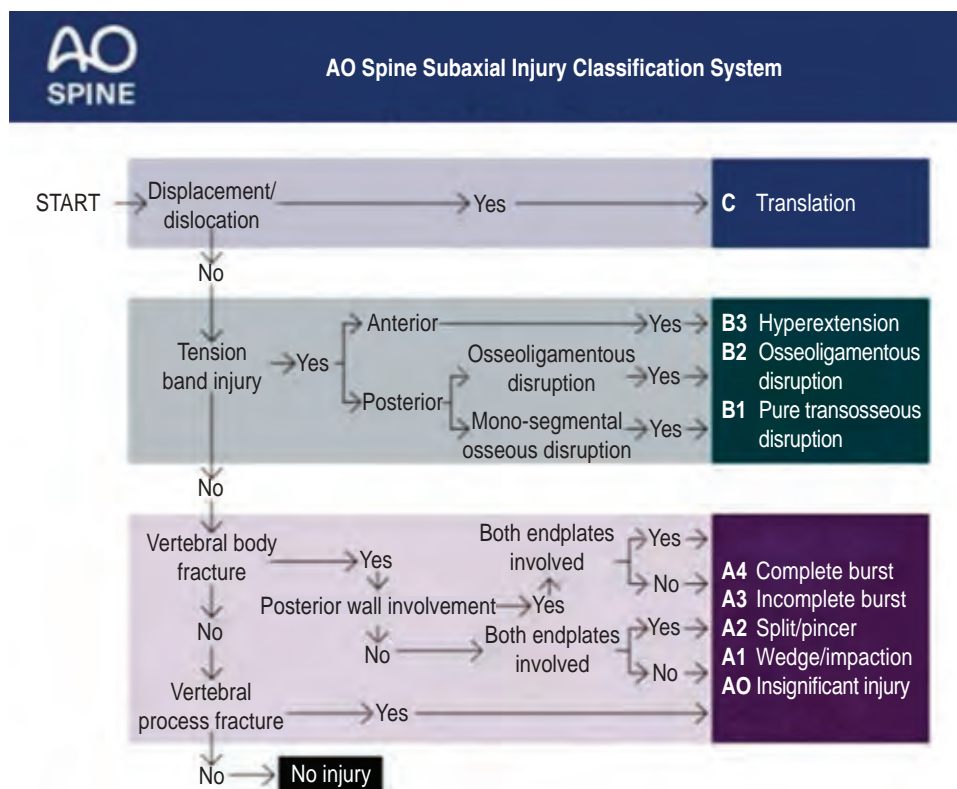 AO
SPINE
AO Spine Subaxial Injury Classification System
START
Displacement/
dislocation
Yes
C Translation
No
Tension
band injury
Yes
Anterior
Yes
Posterior
Osseoligamentous
disruption
Yes
Mono-segmental
osseous disruption
Yes
B3 Hyperextension
B2 Osseoligamentous
disruption
B1 Pure transosseous
disruption
No
Vertebral body
fracture
Yes
Posterior wall involvement
Yes
Both endplates
involved
Yes
No
No
Both endplates
involved
Yes
No
A4 Complete burst
A3 Incomplete burst
A2 Split/pincer
A1 Wedge/impaction
AO Insignificant injury
No
Vertebral
process fracture
Yes
No
No injury